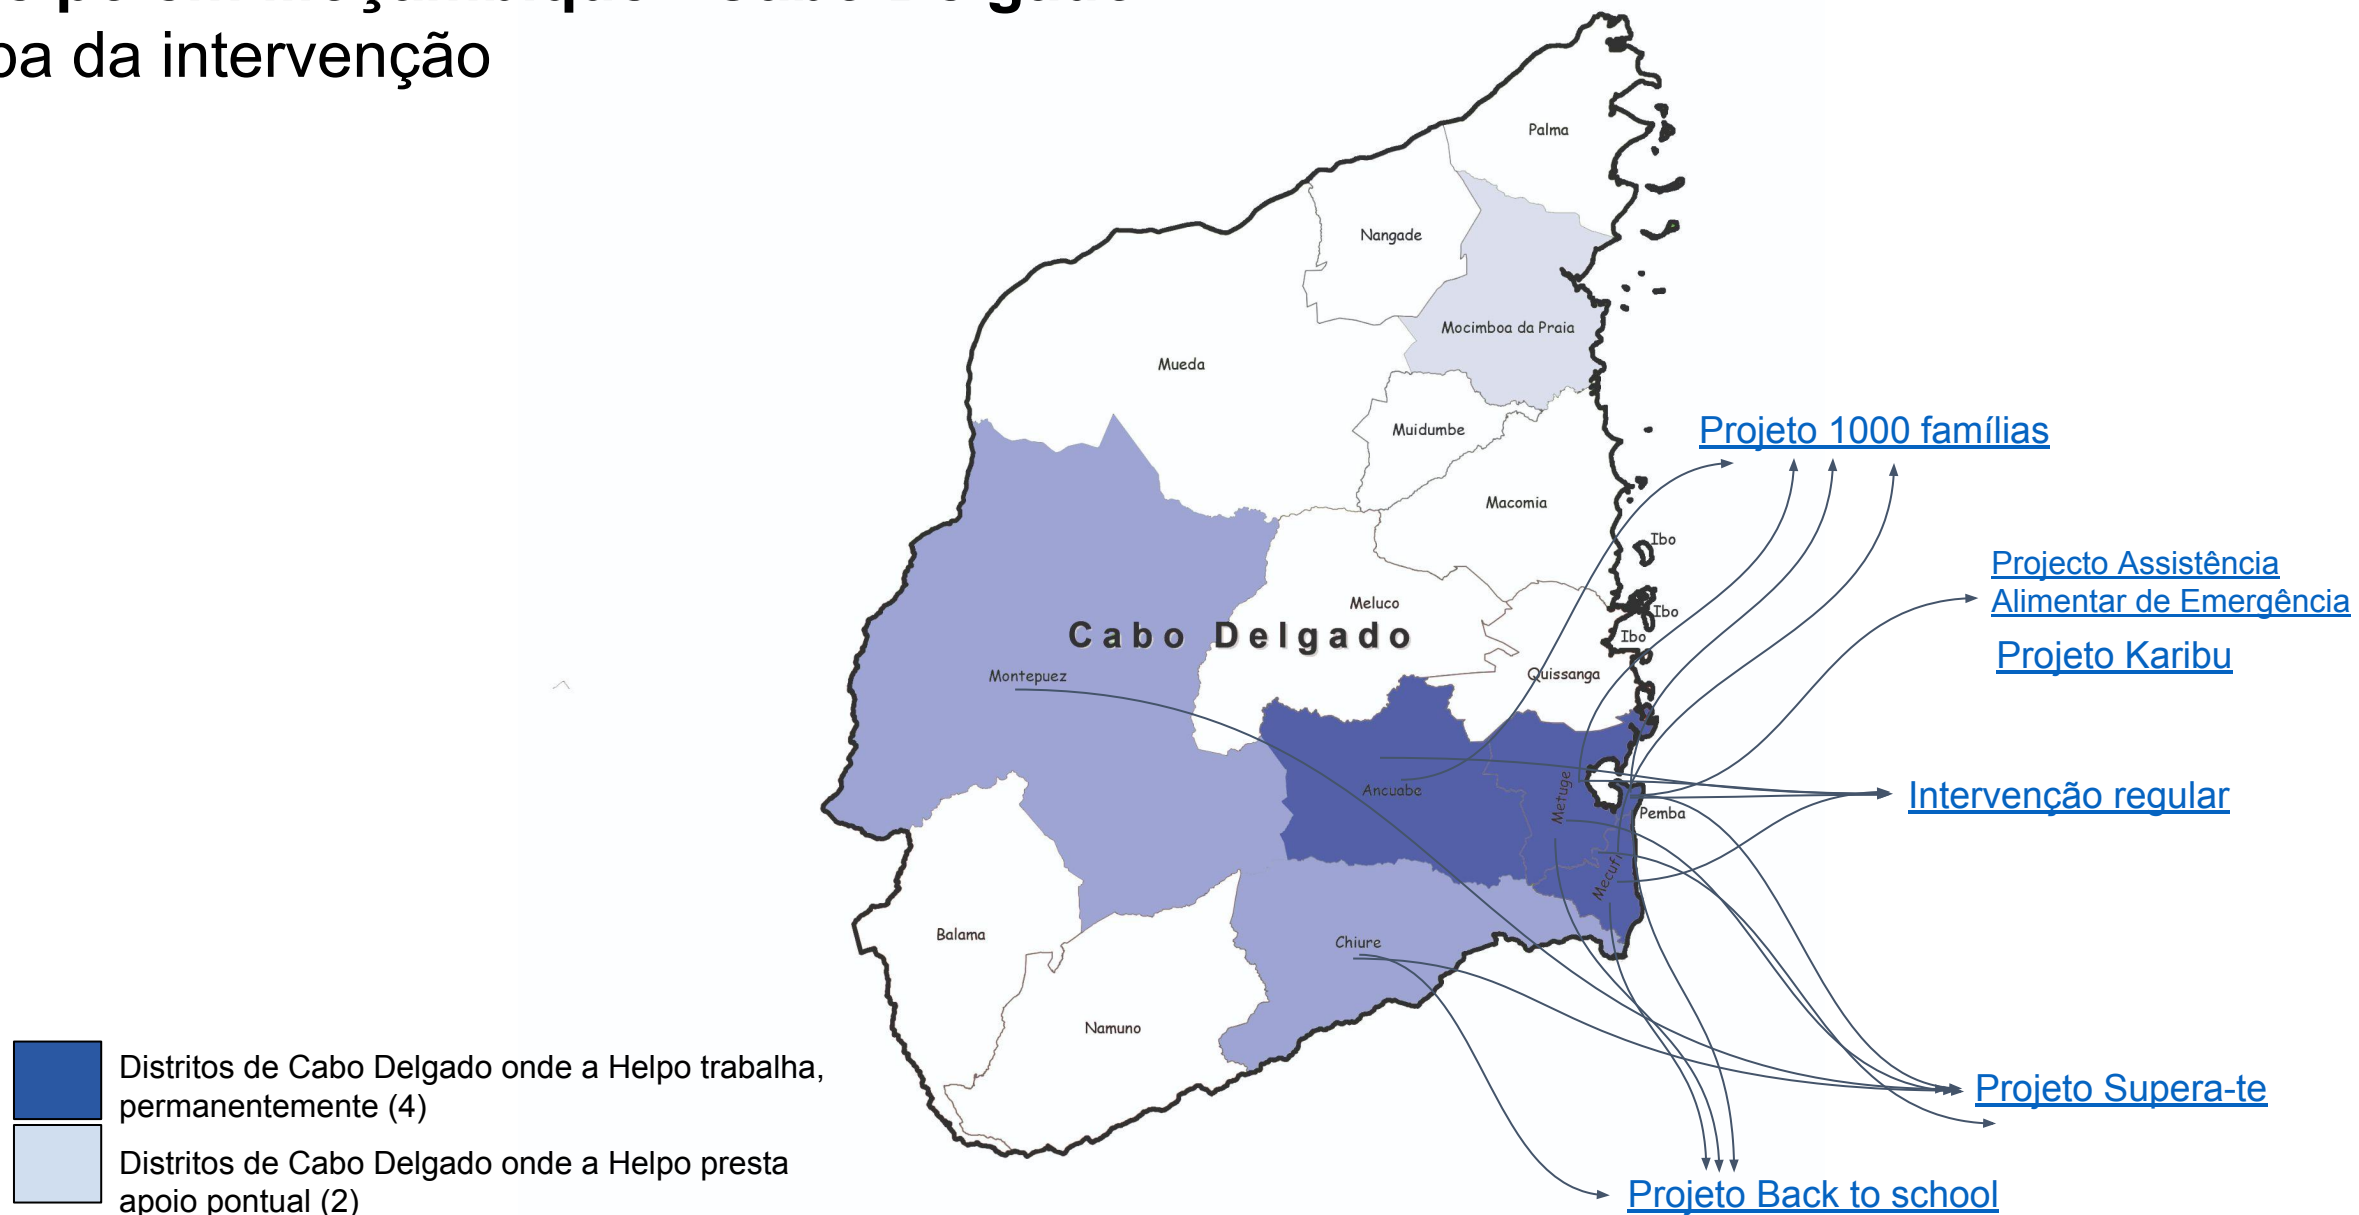 pa da intervenção
Palma
Nangade
Mocimboa da Praia
Mueda
Muidumbe
Projeto 1000 famílias
Macomia
Ibo
Projecto Assistência
Alimentar de Emergência
Meluco
Ibo
Cabo Delgado
Ibo
Projeto Karibu
Montepuez
Quissanga
Ancuabe
Metuge
Intervenção regular
Pemba
Mecufi
Balama
Chiure
Namuno
Distritos de Cabo Delgado onde a Helpo trabalha,
permanentemente (4)
Projeto Supera-te
Distritos de Cabo Delgado onde a Helpo presta
apoio pontual (2)
Projeto Back to school